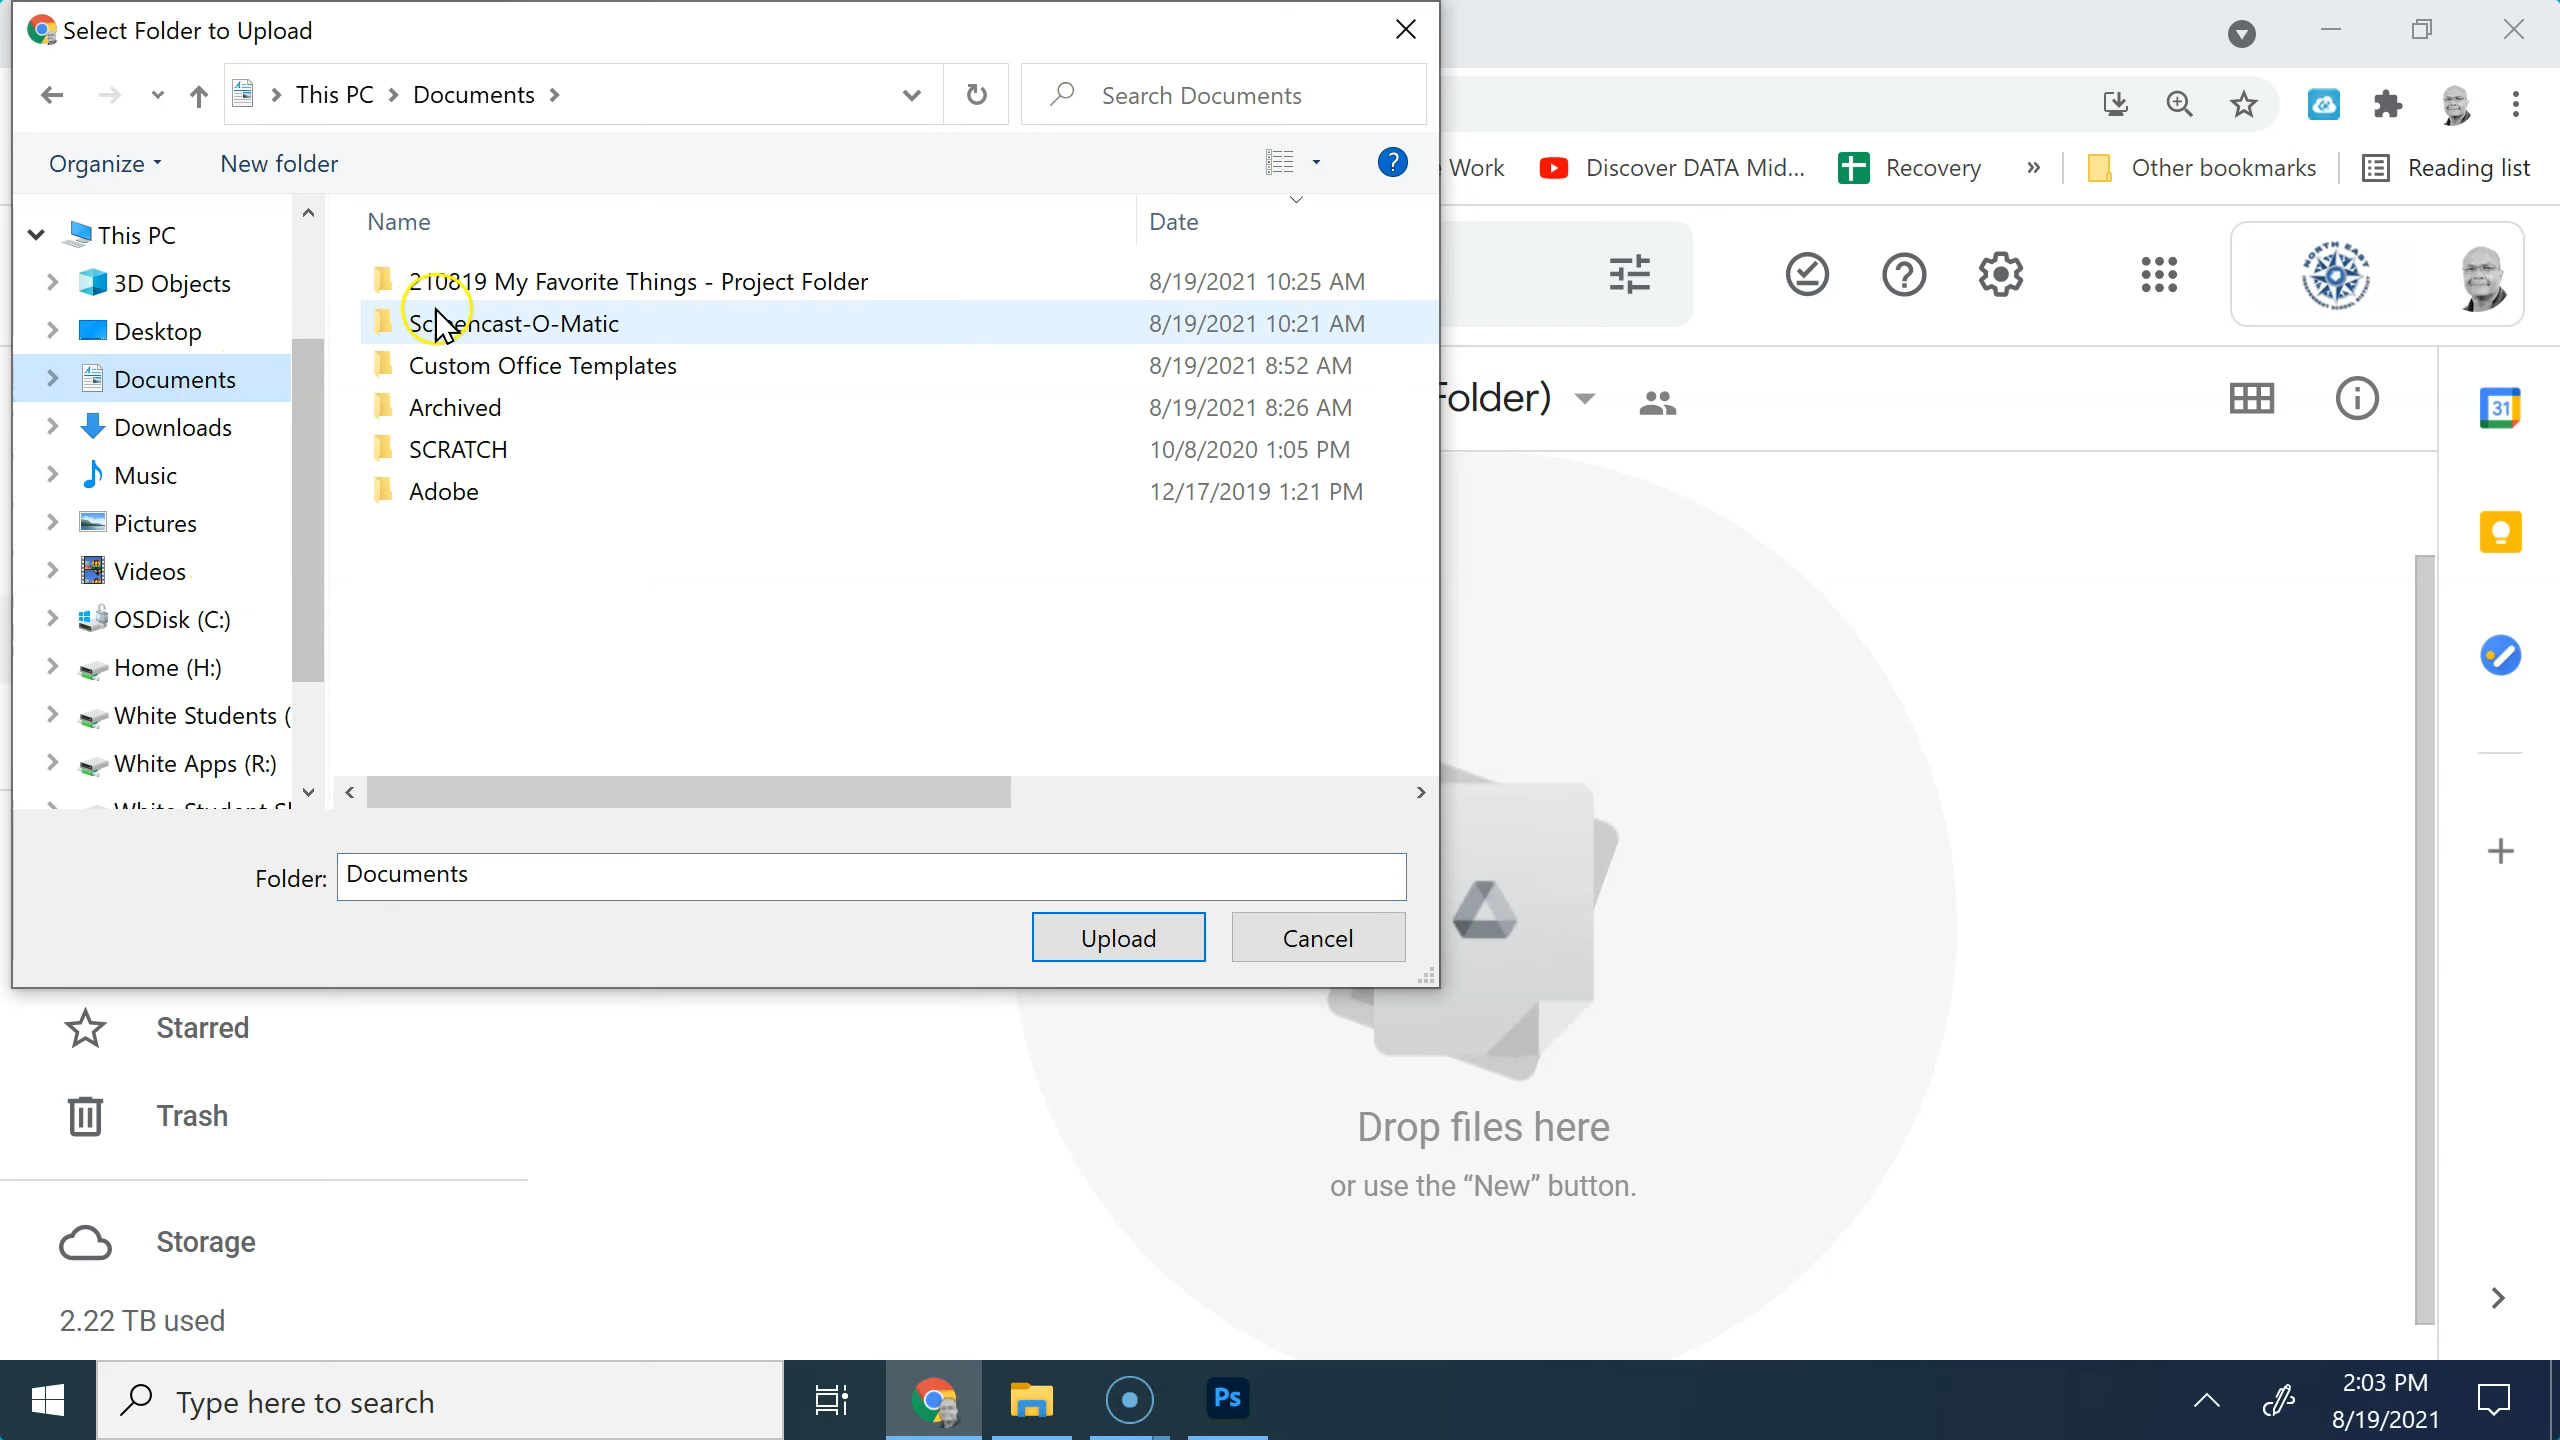 Select Folder to Upload
This PC > Documents >
Search Documents
Organize
New folder
Work
Discover DATA Mid...
Recovery
»
Other bookmarks
Reading list
This PC
3D Objects
Desktop
Documents
Downloads
Music
Pictures
Videos
OSDisk (C:)
Home (H:)
White Students (
White Apps (R:)
Name
Date
210819 My Favorite Things - Project Folder
8/19/2021 10:25 AM
Screencast-O-Matic
8/19/2021 10:21 AM
Custom Office Templates
8/19/2021 8:52 AM
Archived
8/19/2021 8:26 AM
SCRATCH
10/8/2020 1:05 PM
Adobe
12/17/2019 1:21 PM
Folder:
Documents
Upload
Cancel
NORTH EAST
Folder)
31
Starred
Trash
Storage
2.22 TB used
Drop files here
or use the “New” button.
Type here to search
Ps
2:03 PM
8/19/2021